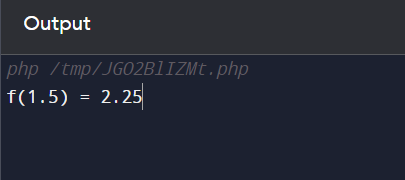 Output
php /tmp/JGO2BlIZMt.php
f(1.5) = 2.25